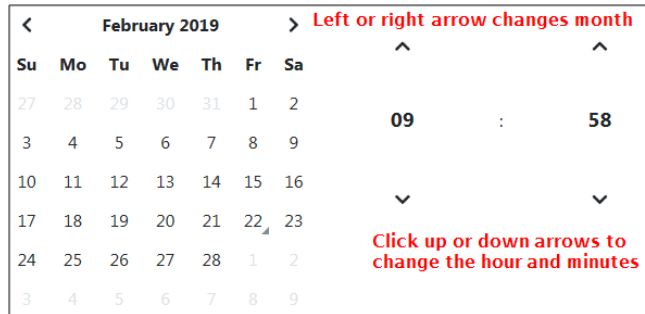 February 2019
Left or right arrow changes month
Su Mo Tu We Th Fr Sa
27 28 29 30 31 1 2
09 : 58
3 4 5 6 7 8 9
10 11 12 13 14 15 16
17 18 19 20 21 22 23
Click up or down arrows to
change the hour and minutes
24 25 26 27 28 1 2
3 4 5 6 7 8 9